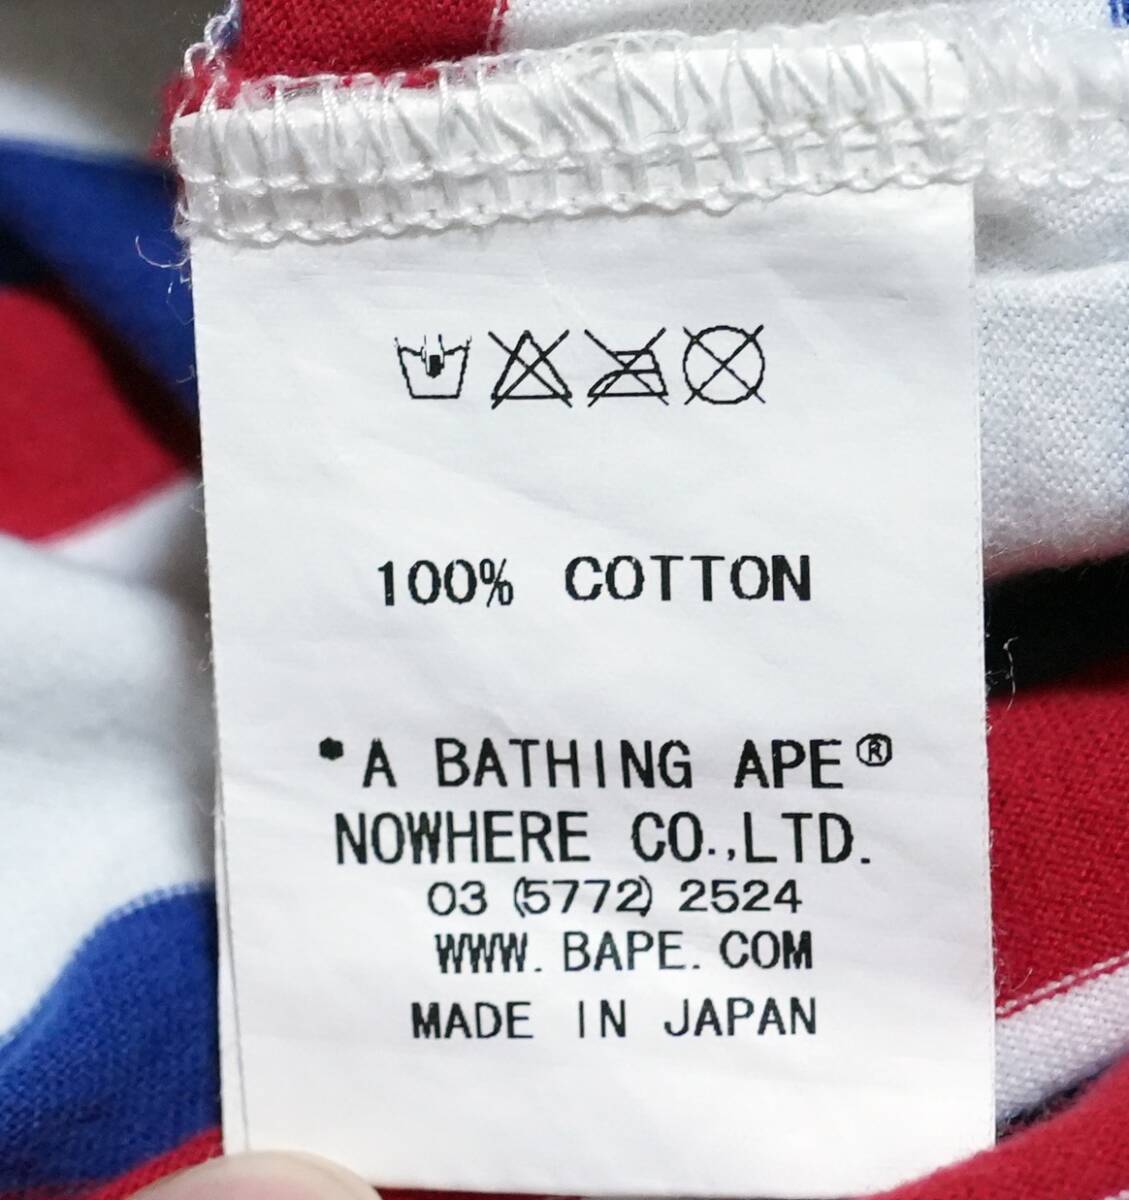 100% COTTON
*A BATHING APE®
NOWHERE CO.,LTD.
03 (5772) 2524
WWW. BAPE. COM
MADE IN JAPAN